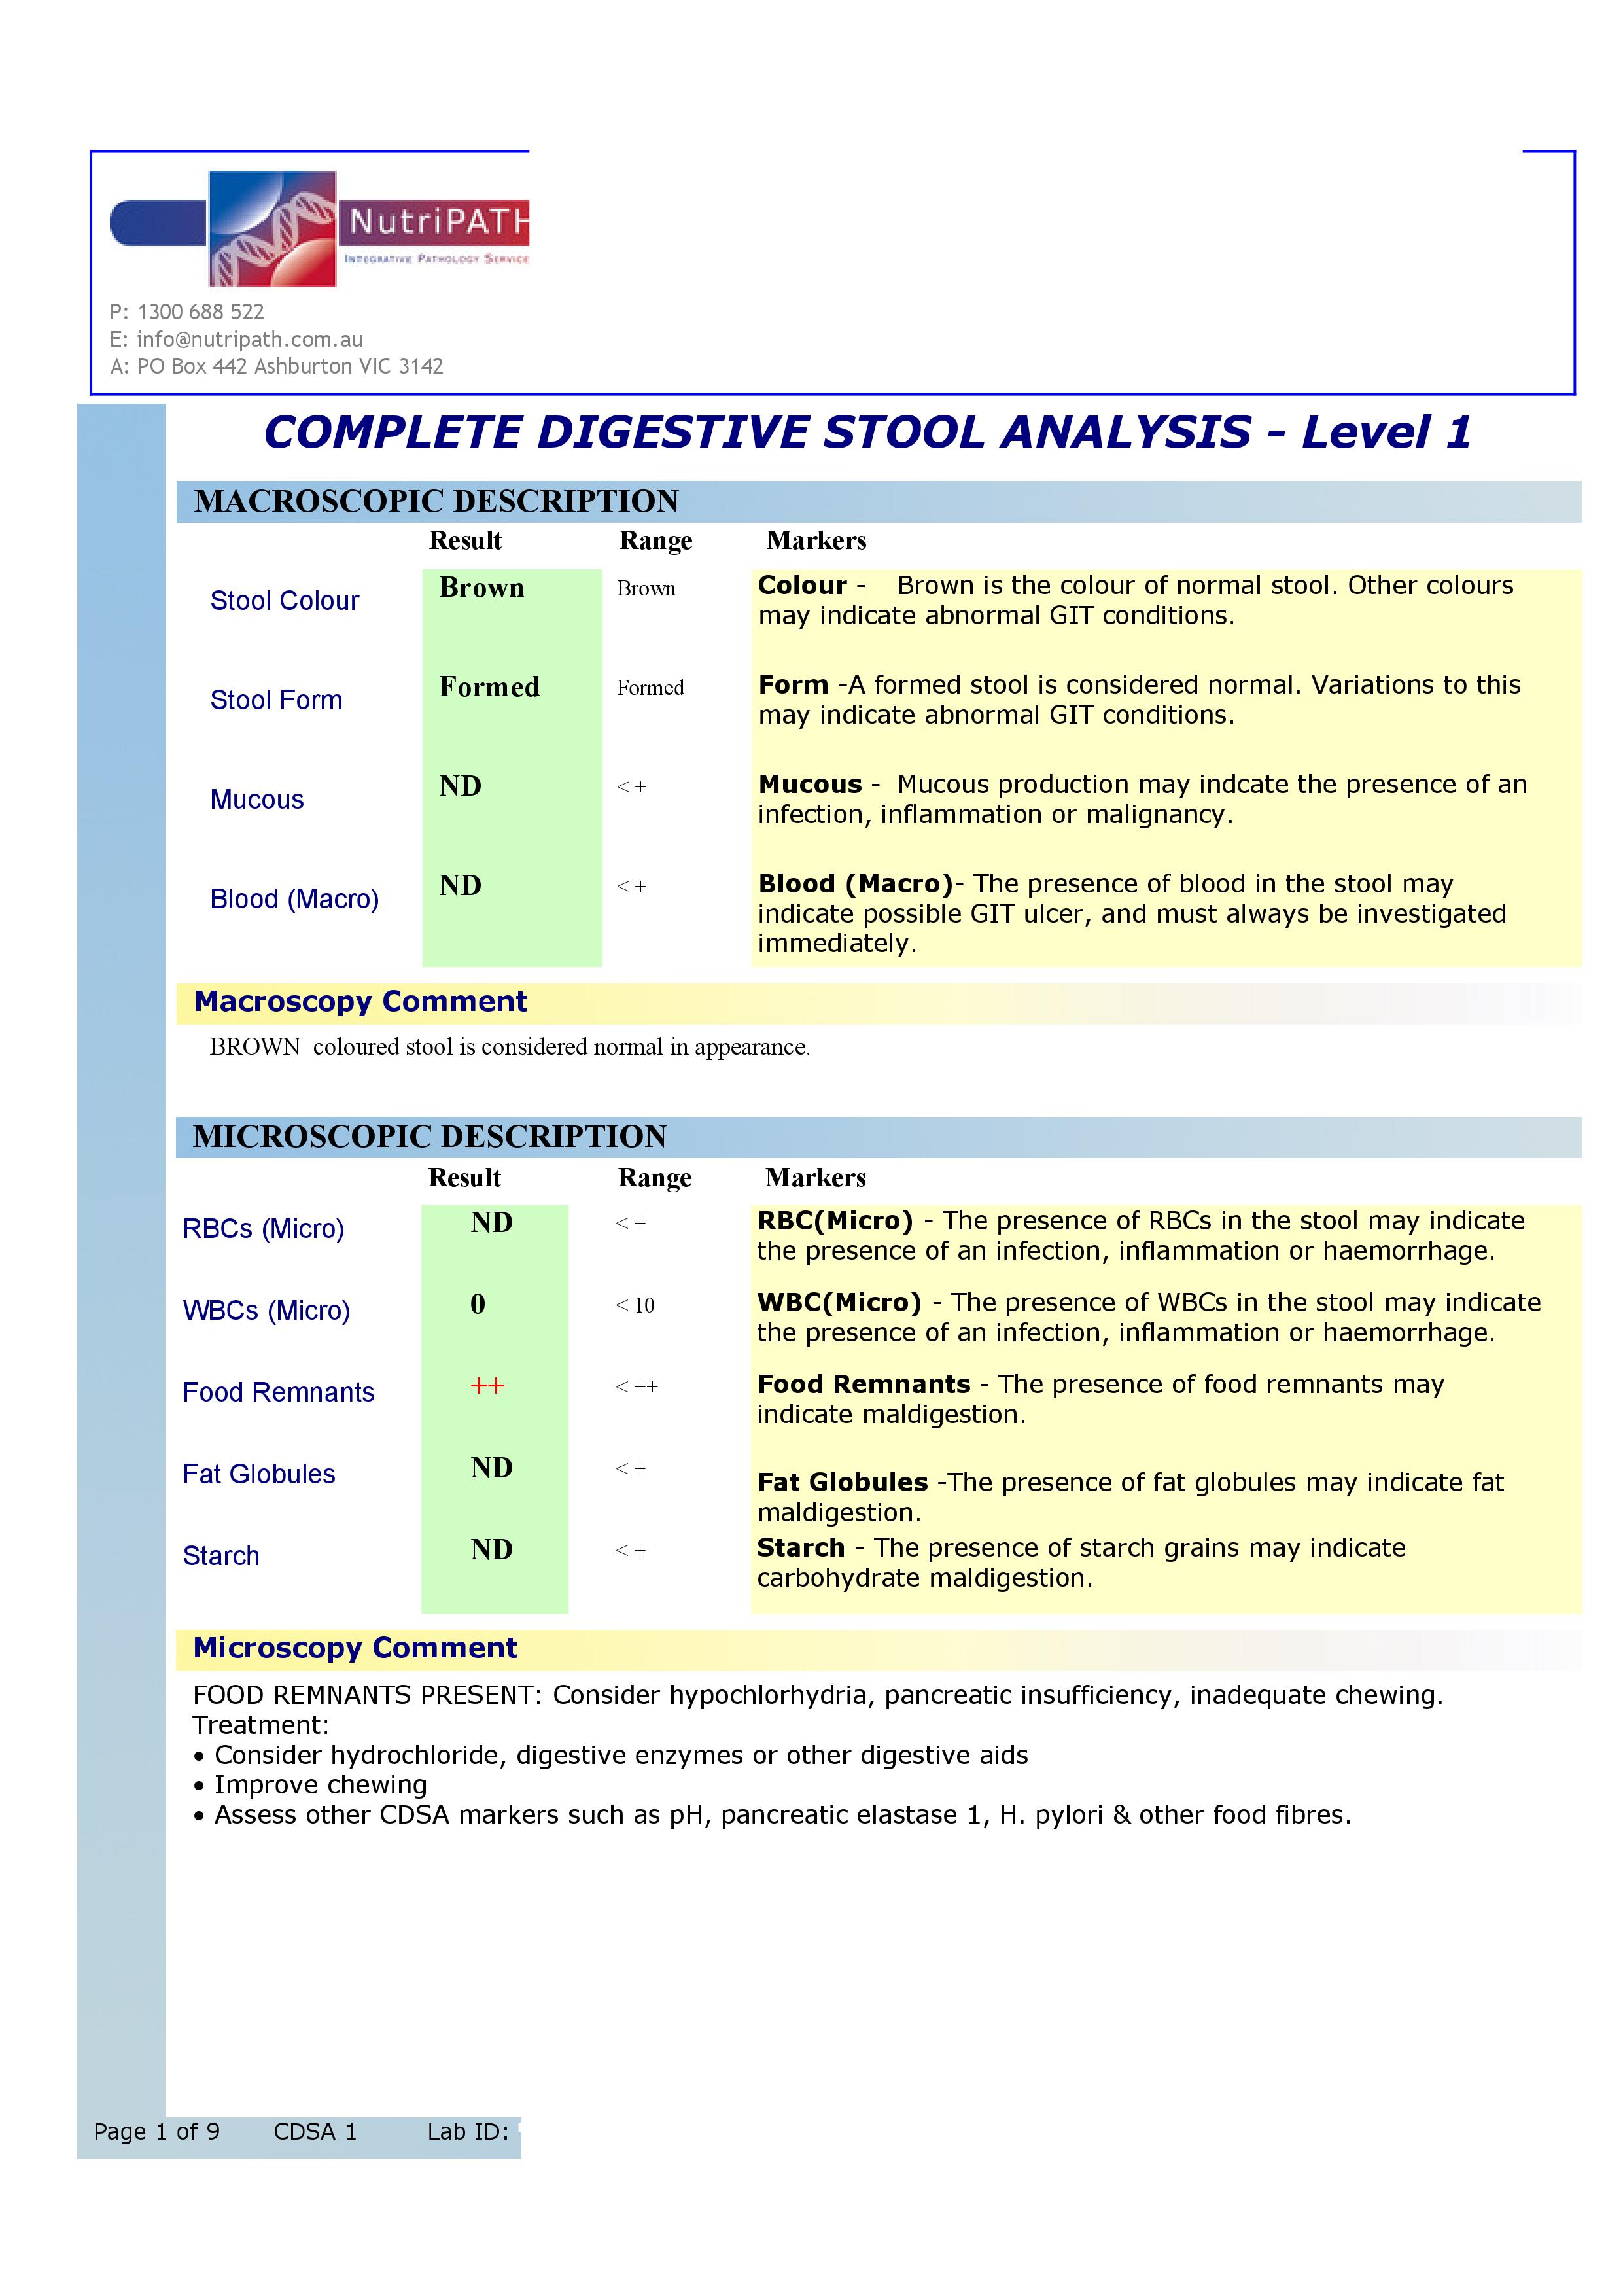 NutriPATH
INTEGRATIVE PATHOLOGY SERVICE
P: 1300 688 522
E: info@nutripath.com.au
A: PO Box 442 Ashburton VIC 3142
COMPLETE DIGESTIVE STOOL ANALYSIS - Level 1
MACROSCOPIC DESCRIPTION
Result Range Markers
Stool Colour Brown Brown Colour - Brown is the colour of normal stool. Other colours
may indicate abnormal GIT conditions.
Stool Form Formed Formed Form -A formed stool is considered normal. Variations to this
may indicate abnormal GIT conditions.
Mucous ND < + Mucous - Mucous production may indcate the presence of an
infection, inflammation or malignancy.
Blood (Macro) ND < + Blood (Macro)- The presence of blood in the stool may
indicate possible GIT ulcer, and must always be investigated
immediately.
Macroscopy Comment
BROWN coloured stool is considered normal in appearance.
MICROSCOPIC DESCRIPTION
Result Range Markers
RBCs (Micro) ND < + RBC(Micro) - The presence of RBCs in the stool may indicate
the presence of an infection, inflammation or haemorrhage.
WBCs (Micro) 0 < 10 WBC(Micro) - The presence of WBCs in the stool may indicate
the presence of an infection, inflammation or haemorrhage.
Food Remnants ++ < ++ Food Remnants - The presence of food remnants may
indicate maldigestion.
Fat Globules ND < + Fat Globules -The presence of fat globules may indicate fat
maldigestion.
Starch ND < + Starch - The presence of starch grains may indicate
carbohydrate maldigestion.
Microscopy Comment
FOOD REMNANTS PRESENT: Consider hypochlorhydria, pancreatic insufficiency, inadequate chewing.
Treatment:
• Consider hydrochloride, digestive enzymes or other digestive aids
• Improve chewing
• Assess other CDSA markers such as pH, pancreatic elastase 1, H. pylori & other food fibres.
Page 1 of 9 CDSA 1 Lab ID: